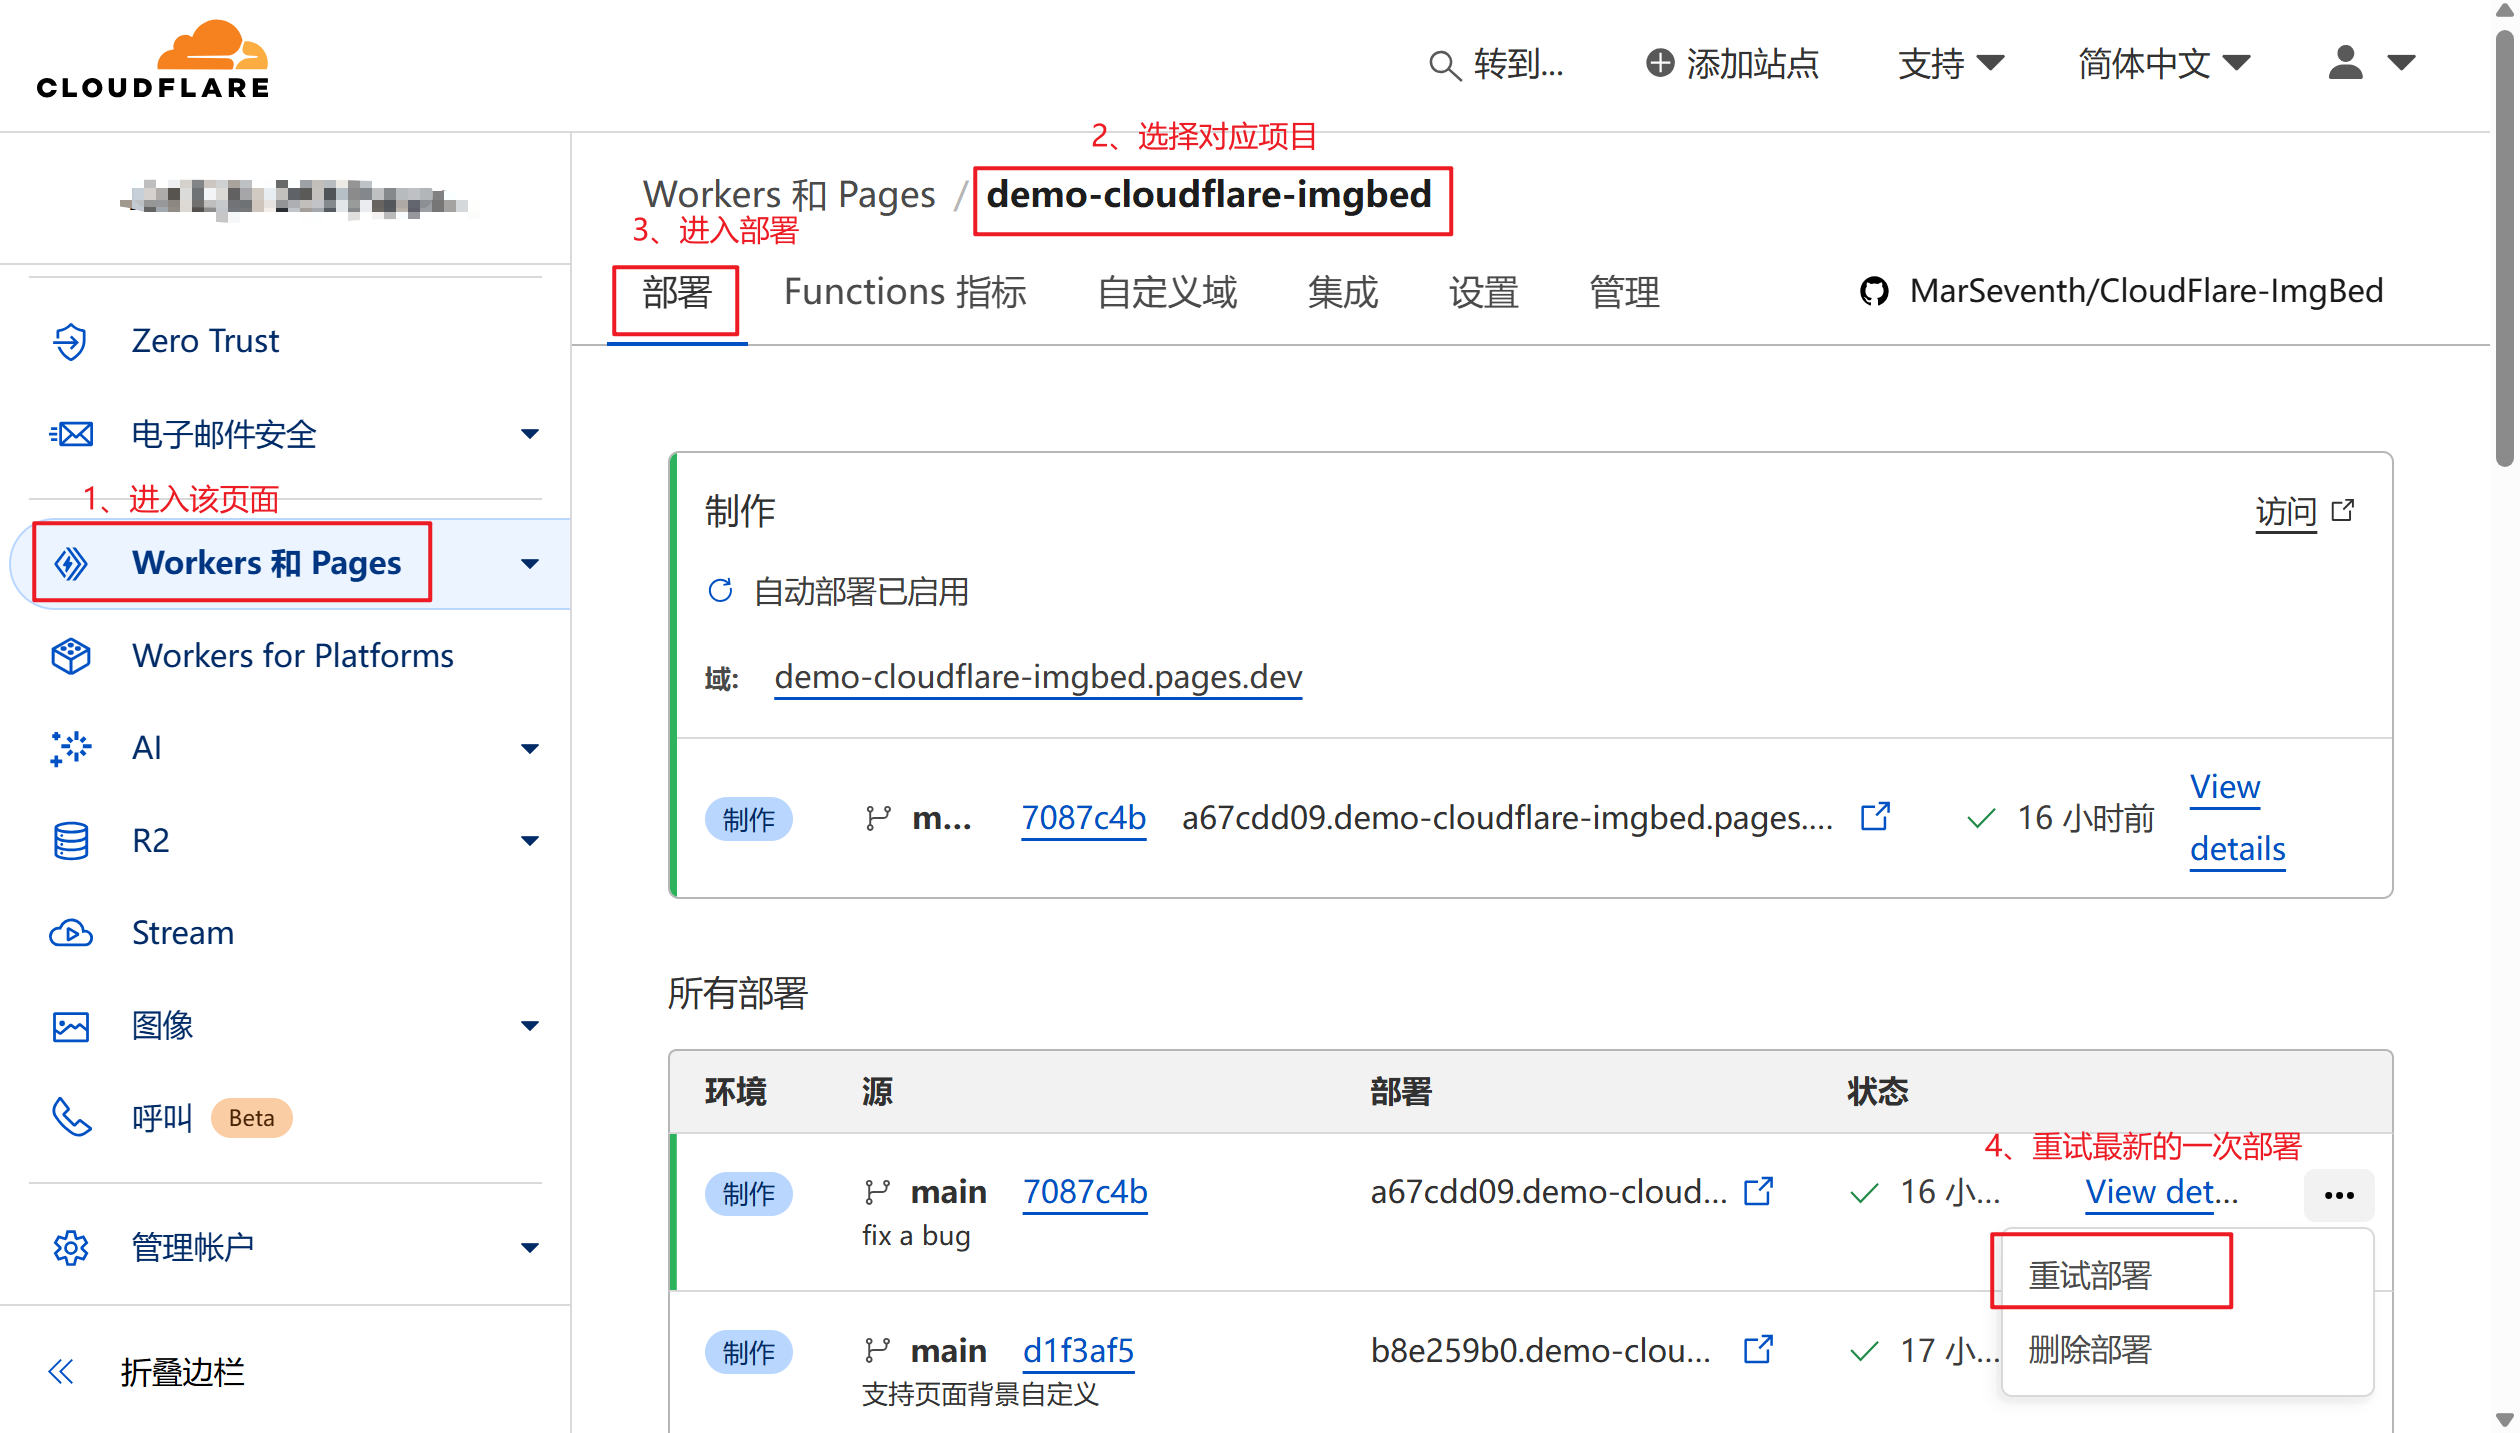 CLOUDFLARE
转到...
添加站点
支持
简体中文
2、选择对应项目
Workers 和 Pages / demo-cloudflare-imgbed
3、进入部署
部署
Functions 指标
自定义域
集成
设置
管理
MarSeventh/CloudFlare-ImgBed
Zero Trust
电子邮件安全
1、进入该页面
Workers 和 Pages
Workers for Platforms
AI
R2
Stream
图像
呼叫 Beta
管理帐户
折叠边栏
制作
访问
自动部署已启用
域: demo-cloudflare-imgbed.pages.dev
制作 m... 7087c4b a67cdd09.demo-cloudflare-imgbed.pages.... 16 小时前 View details
所有部署
环境 源 部署 状态
4、重试最新的一次部署
制作 main 7087c4b a67cdd09.demo-cloud... 16 小... View det...
fix a bug
重试部署
制作 main d1f3af5 b8e259b0.demo-clou... 17 小...
删除部署
支持页面背景自定义